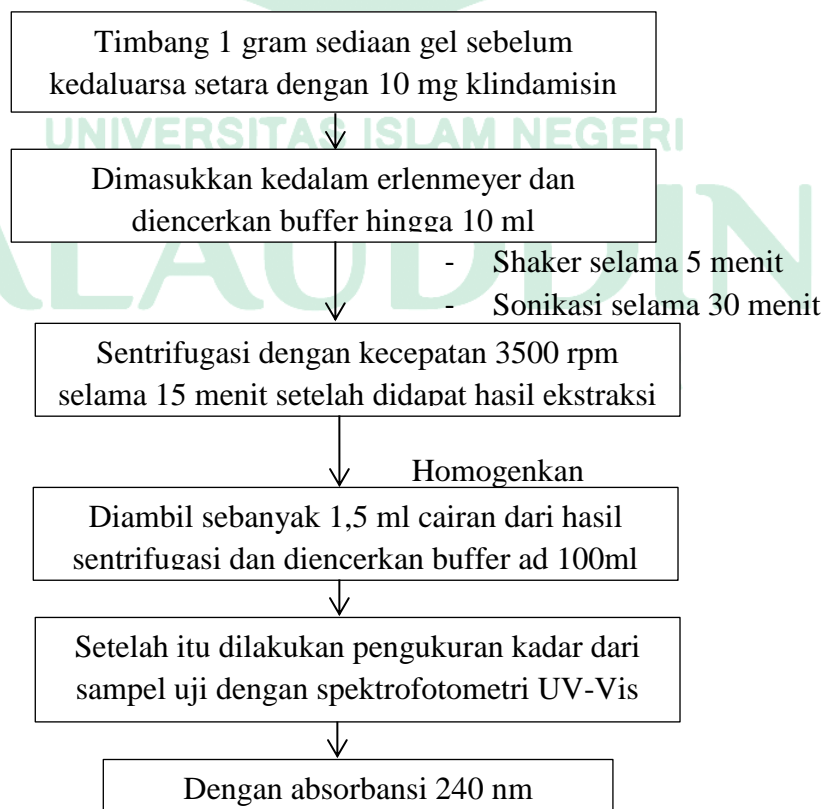 Timbang 1 gram sediaan gel sebelum
kedaluarsa setara dengan 10 mg klindamisin
UNIVERSITAS ISLAM NEGERI
Dimasukkan kedalam erlenmeyer dan
diencerkan buffer hingga 10 ml
ALAUDDIN
- Shaker selama 5 menit
- Sonikasi selama 30 menit
Sentrifugasi dengan kecepatan 3500 rpm
selama 15 menit setelah didapat hasil ekstraksi
Homogenkan
Diambil sebanyak 1,5 ml cairan dari hasil
sentrifugasi dan diencerkan buffer ad 100ml
Setelah itu dilakukan pengukuran kadar dari
sampel uji dengan spektrofotometri UV-Vis
Dengan absorbansi 240 nm